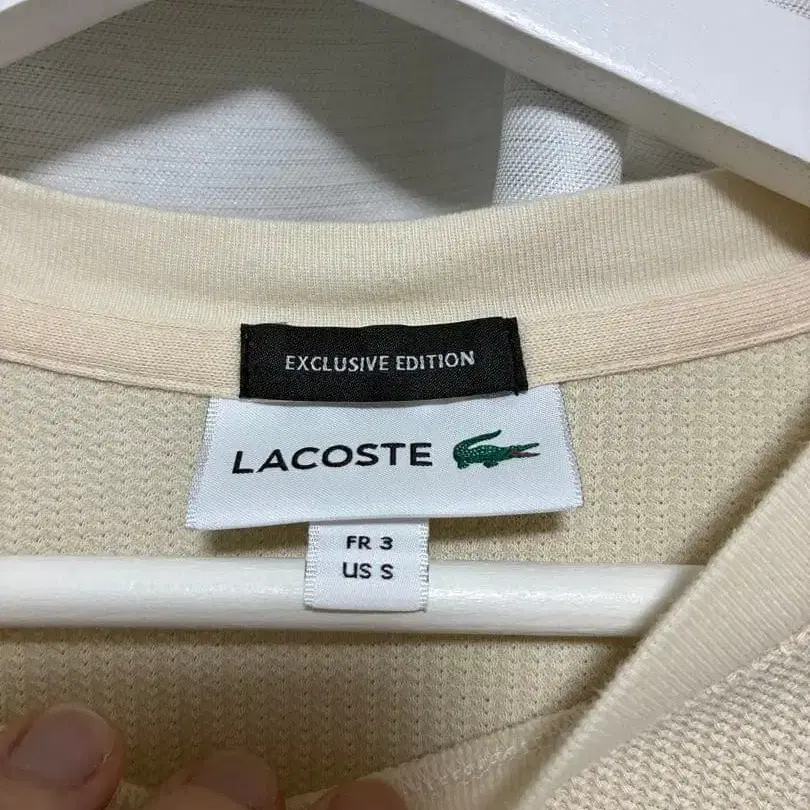 EXCLUSIVE EDITION
LACOSTE
FR 3
US S